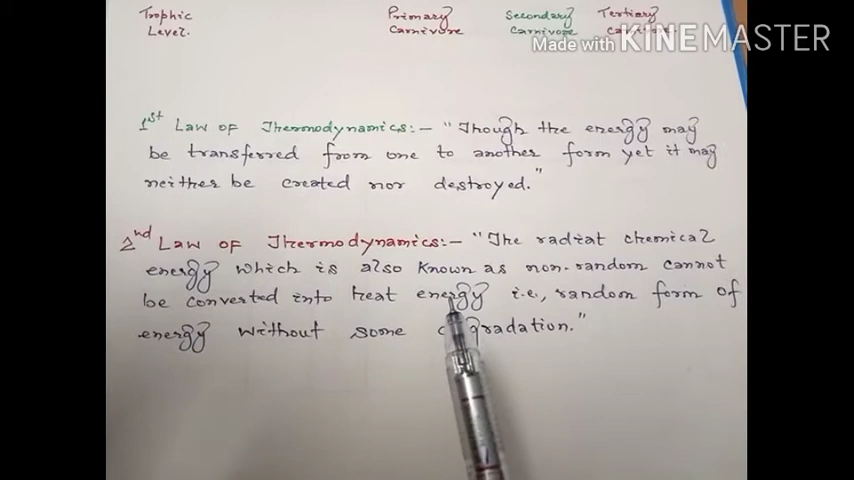 Trophic Primary Secondary Tertiary
Level. Carnivore Carnivore Carnivore.
Made with KINEMASTER
1st Law of Thermodynamics:- "Though the energy may
be transferred from one to another form yet it may
neither be created nor destroyed."
2nd Law of Thermodynamics:- "The radiat chemical
energy which is also known as non-random cannot
be converted into heat energy i.e., random form of
energy without some degradation."